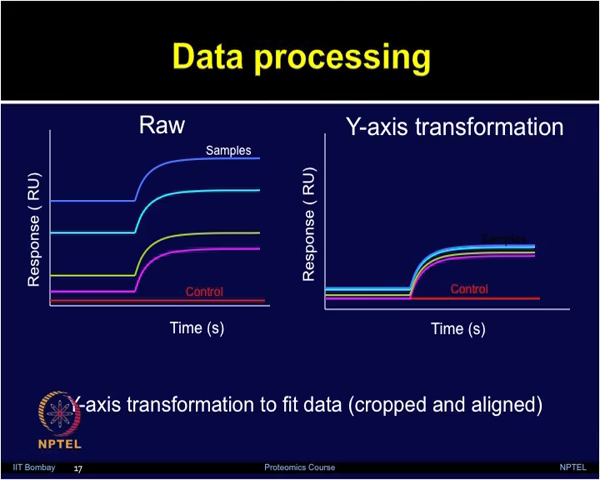 Data processing
Raw
Y-axis transformation
Samples
Response ( RU)
Control
Time (s)
Response ( RU)
Samples
Control
Time (s)
Y-axis transformation to fit data (cropped and aligned)
NPTEL
IIT Bombay 17 Proteomics Course NPTEL